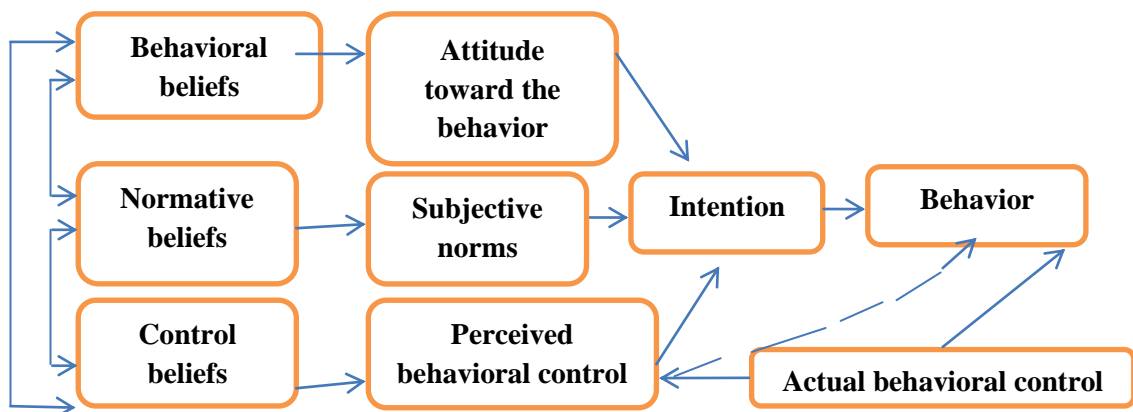 Behavioral
beliefs
Attitude
toward the
behavior
Normative
beliefs
Subjective
norms
Intention
Behavior
Control
beliefs
Perceived
behavioral control
Actual behavioral control